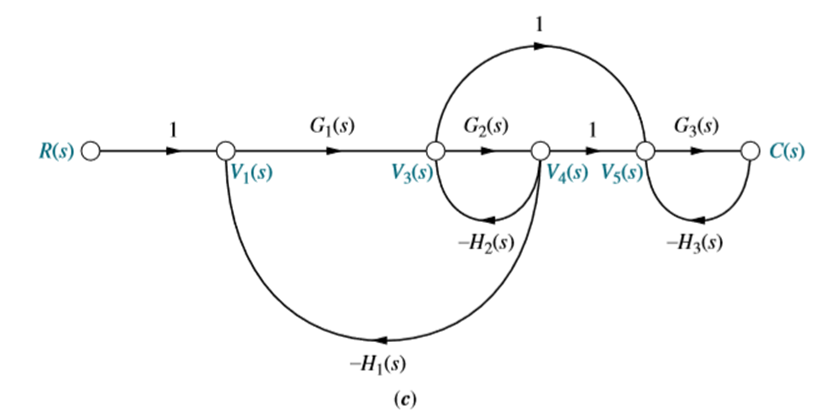 1
1 G₁(s) G₂(s) 1 G₃(s)
R(s) C(s)
V₁(s) V₃(s) V₄(s) V₅(s)
–H₂(s) –H₃(s)
–H₁(s)
(c)